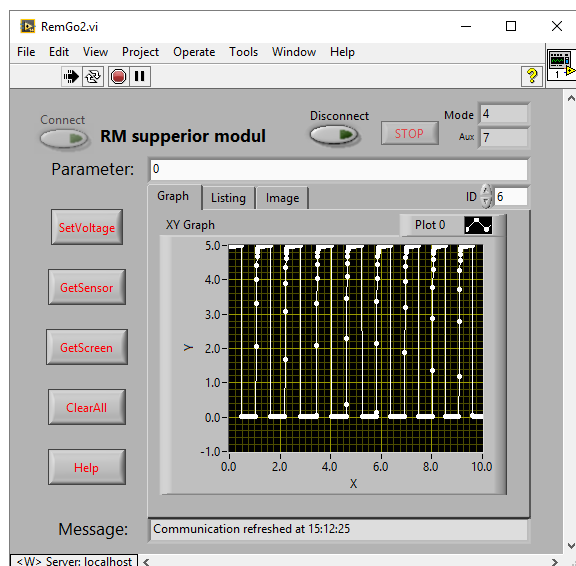 RemGo2.vi
File Edit View Project Operate Tools Window Help
1
Connect
RM supperior modul
Disconnect
STOP
Mode 4
Aux 7
Parameter: 0
Graph Listing Image
ID 6
XY Graph
Plot 0
SetVoltage
GetSensor
GetScreen
ClearAll
Help
Y
5.0
4.0
3.0
2.0
1.0
0.0
-1.0
0.0 2.0 4.0 6.0 8.0 10.0
X
Message: Communication refreshed at 15:12:25
<W> Server: localhost